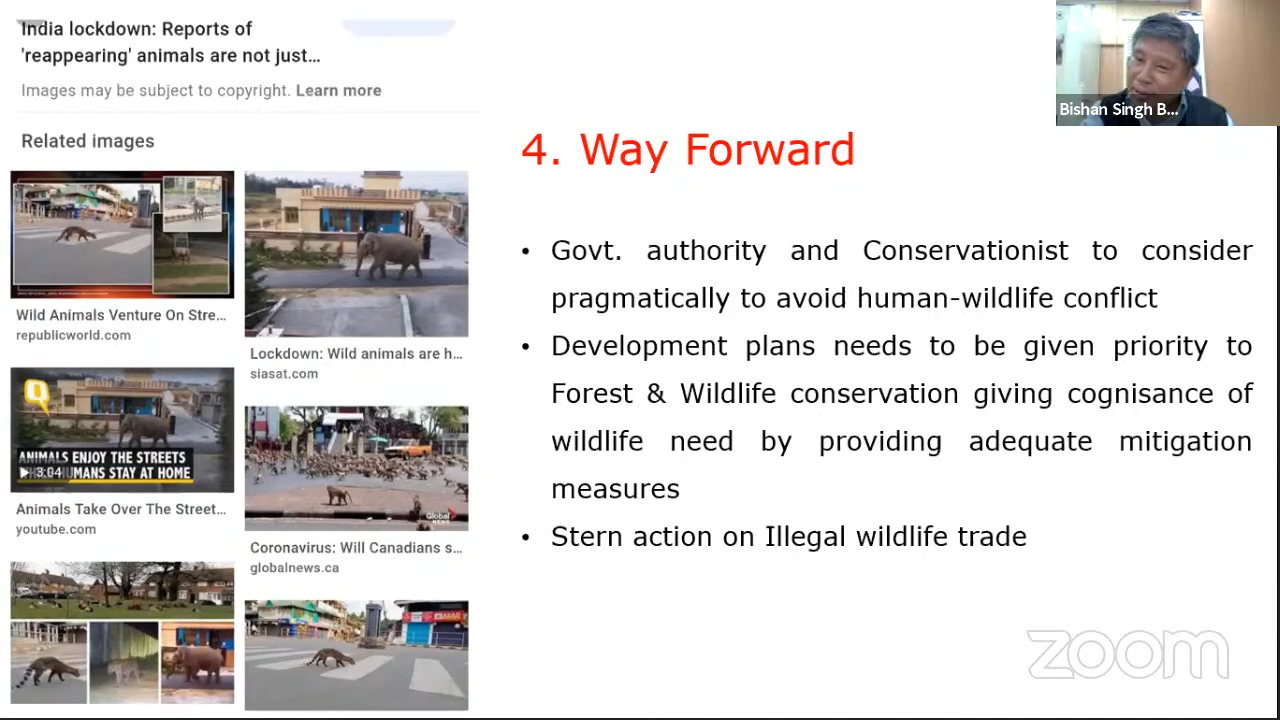 India lockdown: Reports of
'reappearing' animals are not just...
Images may be subject to copyright. Learn more
Related images
Wild Animals Venture On Stre...
republicworld.com
Lockdown: Wild animals are h...
siasat.com
ANIMALS ENJOY THE STREETS
HUMANS STAY AT HOME
3:04
Animals Take Over The Street...
youtube.com
Global
NEWS
Coronavirus: Will Canadians s...
globalnews.ca
Bishan Singh B...
4. Way Forward
• Govt. authority and Conservationist to consider
pragmatically to avoid human-wildlife conflict
• Development plans needs to be given priority to
Forest & Wildlife conservation giving cognisance of
wildlife need by providing adequate mitigation
measures
• Stern action on Illegal wildlife trade
zoom